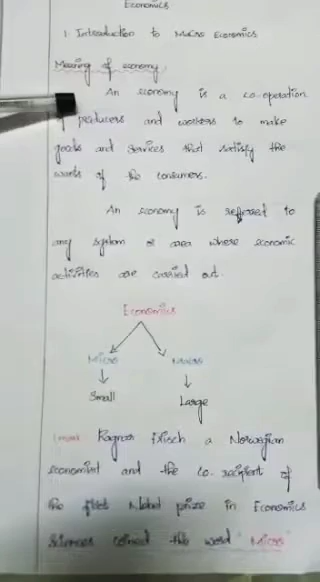 Economics
1. Introduction to Macro Economics
Meaning of economy
An economy is a co-operation
of producers and workers to make
goods and services that satisfy the
wants of the consumers.
An economy is refrred to
any system or area where economic
activities are carried out.
Economics
Micro Macro
Small Large
Ragnar Frisch a Norwegian
economist and the co-recipient of
the first Nobel prize in Economics
Sciences coined the word "Micro"